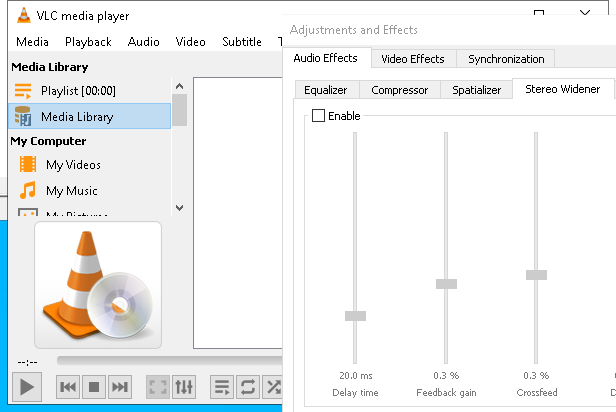 VLC media player
Media Playback Audio Video Subtitle T
Media Library
Playlist [00:00]
Media Library
My Computer
My Videos
My Music
My Pictures
--:--
Adjustments and Effects
Audio Effects Video Effects Synchronization
Equalizer Compressor Spatializer Stereo Widener
Enable
20.0 ms 0.3 % 0.3 %
Delay time Feedback gain Crossfeed D